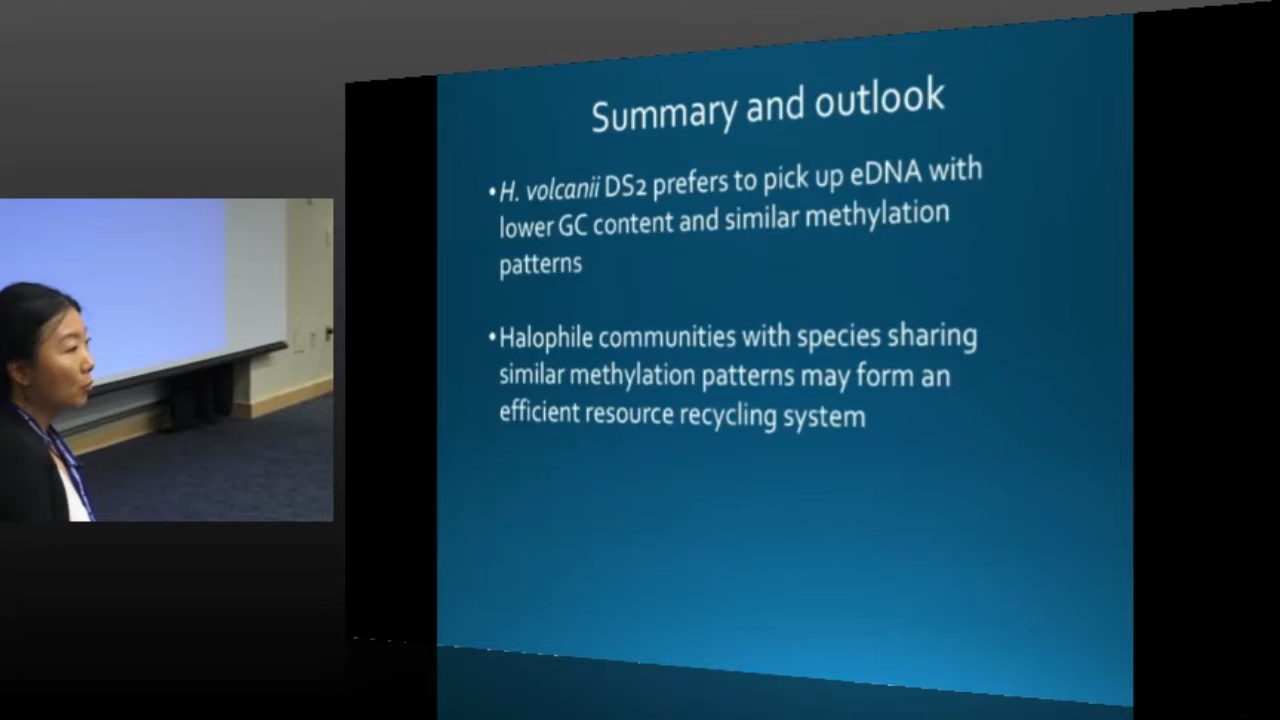 Summary and outlook
•H. volcanii DS2 prefers to pick up eDNA with
lower GC content and similar methylation
patterns
•Halophile communities with species sharing
similar methylation patterns may form an
efficient resource recycling system